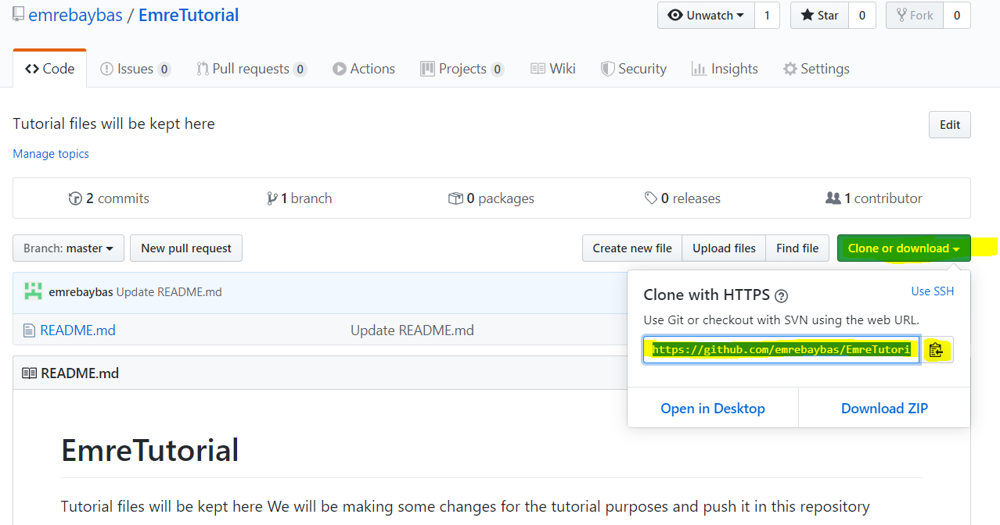 emrebaybas / EmreTutorial
Unwatch 1 Star 0 Fork 0
Code Issues 0 Pull requests 0 Actions Projects 0 Wiki Security Insights Settings
Tutorial files will be kept here
Edit
Manage topics
2 commits 1 branch 0 packages 0 releases 1 contributor
Branch: master New pull request Create new file Upload files Find file Clone or download
emrebaybas Update README.md
README.md Update README.md
Clone with HTTPS ? Use SSH
Use Git or checkout with SVN using the web URL.
https://github.com/emrebaybas/EmreTutori
Open in Desktop Download ZIP
README.md
EmreTutorial
Tutorial files will be kept here We will be making some changes for the tutorial purposes and push it in this repository